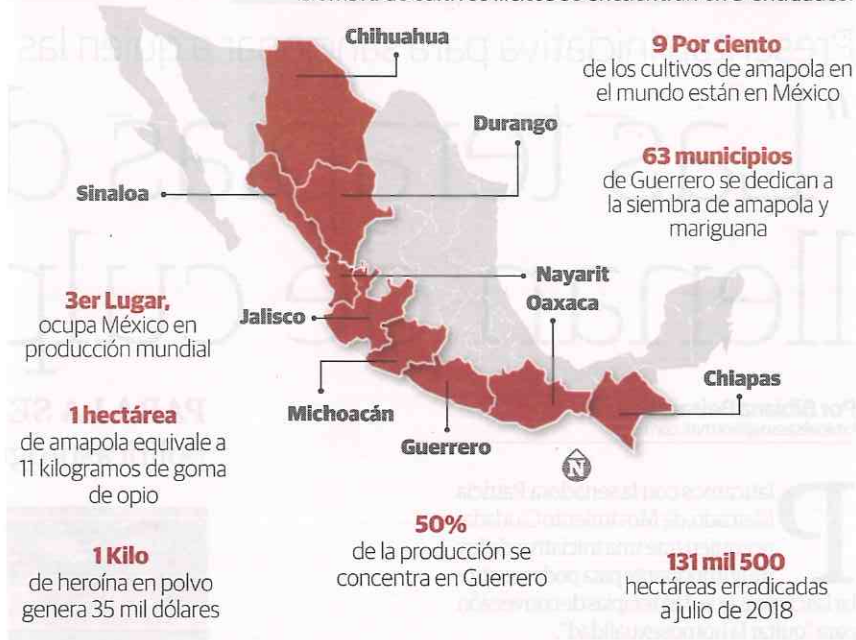 Chihuahua
9 Por ciento
de los cultivos de amapola en
el mundo están en México
Durango
63 municipios
de Guerrero se dedican a
la siembra de amapola y
mariguana
Sinaloa
Nayarit
Oaxaca
3er Lugar,
ocupa México en
producción mundial
Jalisco
Chiapas
1 hectárea
de amapola equivale a
11 kilogramos de goma
de opio
Michoacán
Guerrero
N
1 Kilo
de heroína en polvo
genera 35 mil dólares
50%
de la producción se
concentra en Guerrero
131 mil 500
hectáreas erradicadas
a julio de 2018